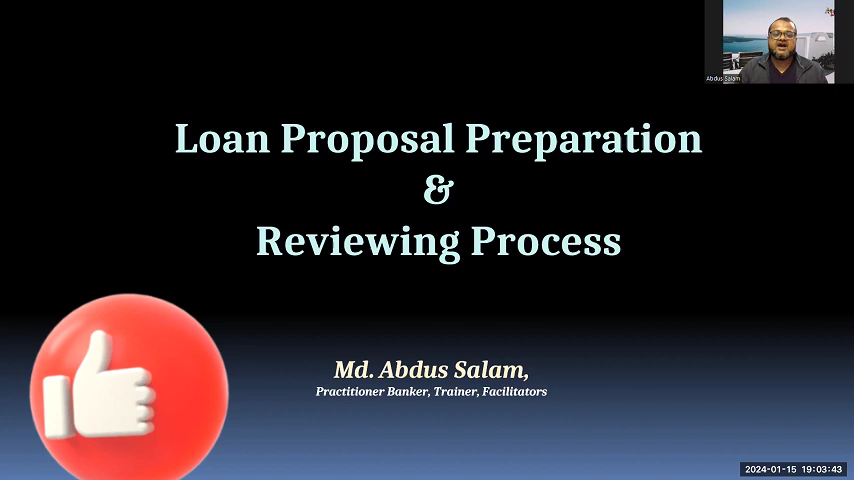 Abdus Salam
Loan Proposal Preparation
&
Reviewing Process
Md. Abdus Salam,
Practitioner Banker, Trainer, Facilitators
2024-01-15 19:03:43